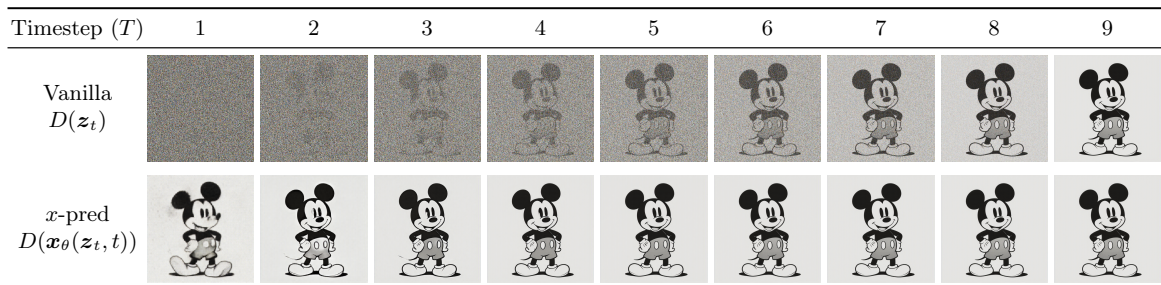 Timestep (T) 1 2 3 4 5 6 7 8 9
Vanilla
D(z_t)
x-pred
D(x_θ(z_t, t))